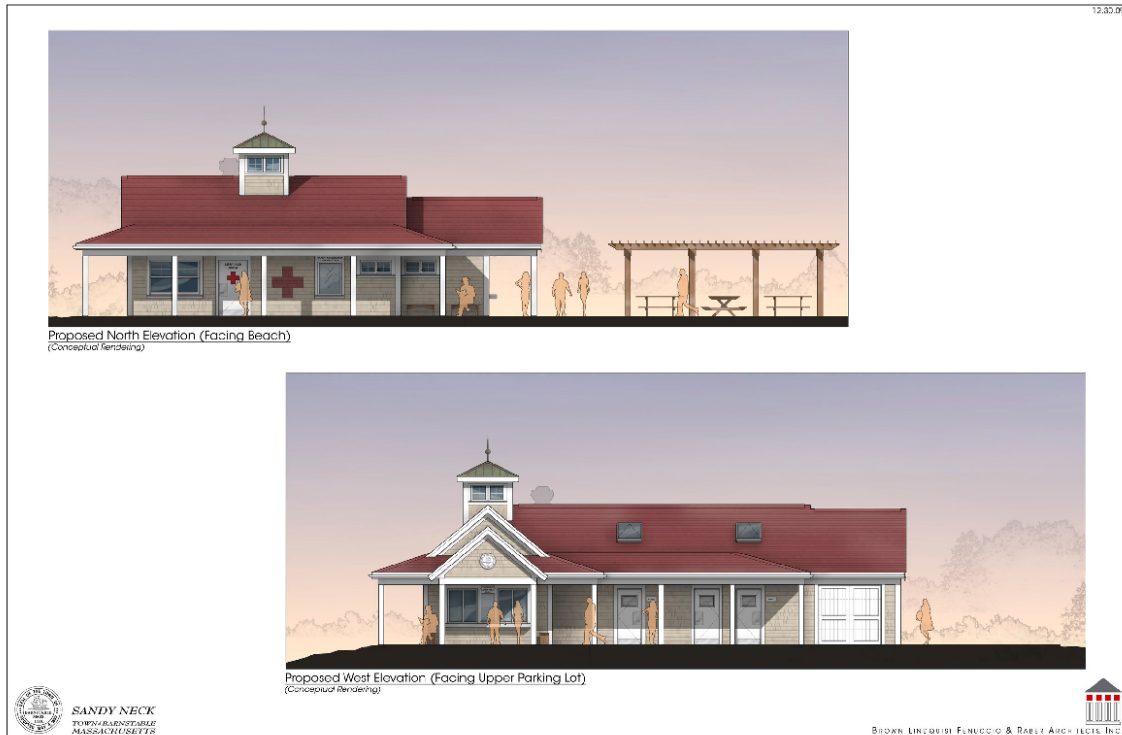 12.30.09
Proposed North Elevation (Facing Beach)
(Conceptual Rendering)
Proposed West Elevation (Facing Upper Parking Lot)
(Conceptual Rendering)
SANDY NECK
TOWN of BARNSTABLE
MASSACHUSETTS
BROWN LINDQUIST FENUCCIO & RABER ARCHITECTS, INC.